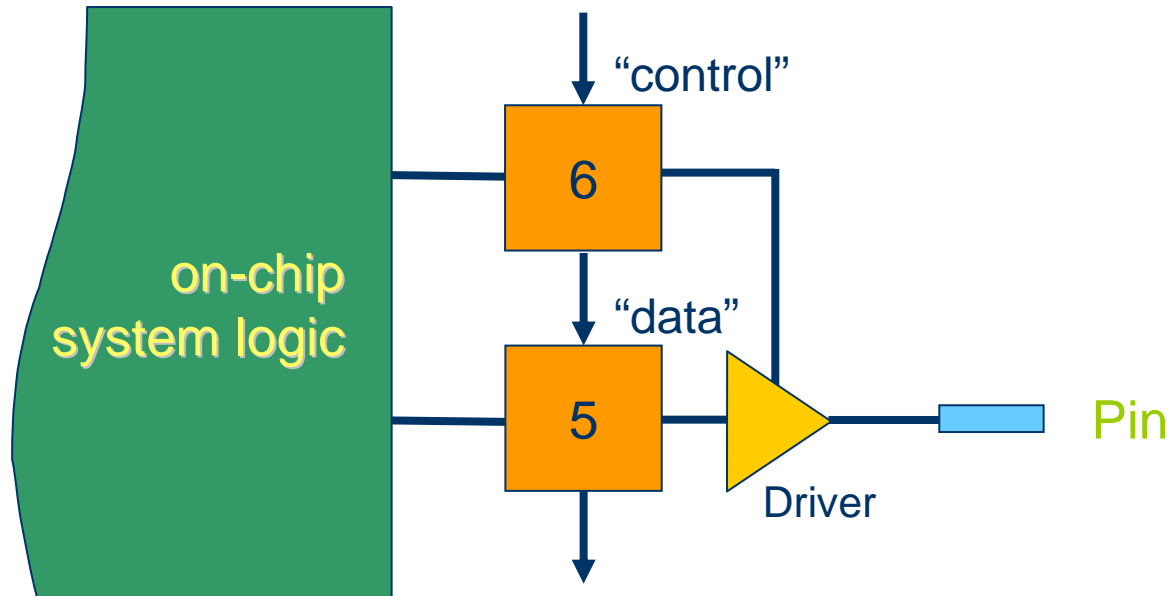 “control”
6
on-chip
system logic
“data”
5
Pin
Driver